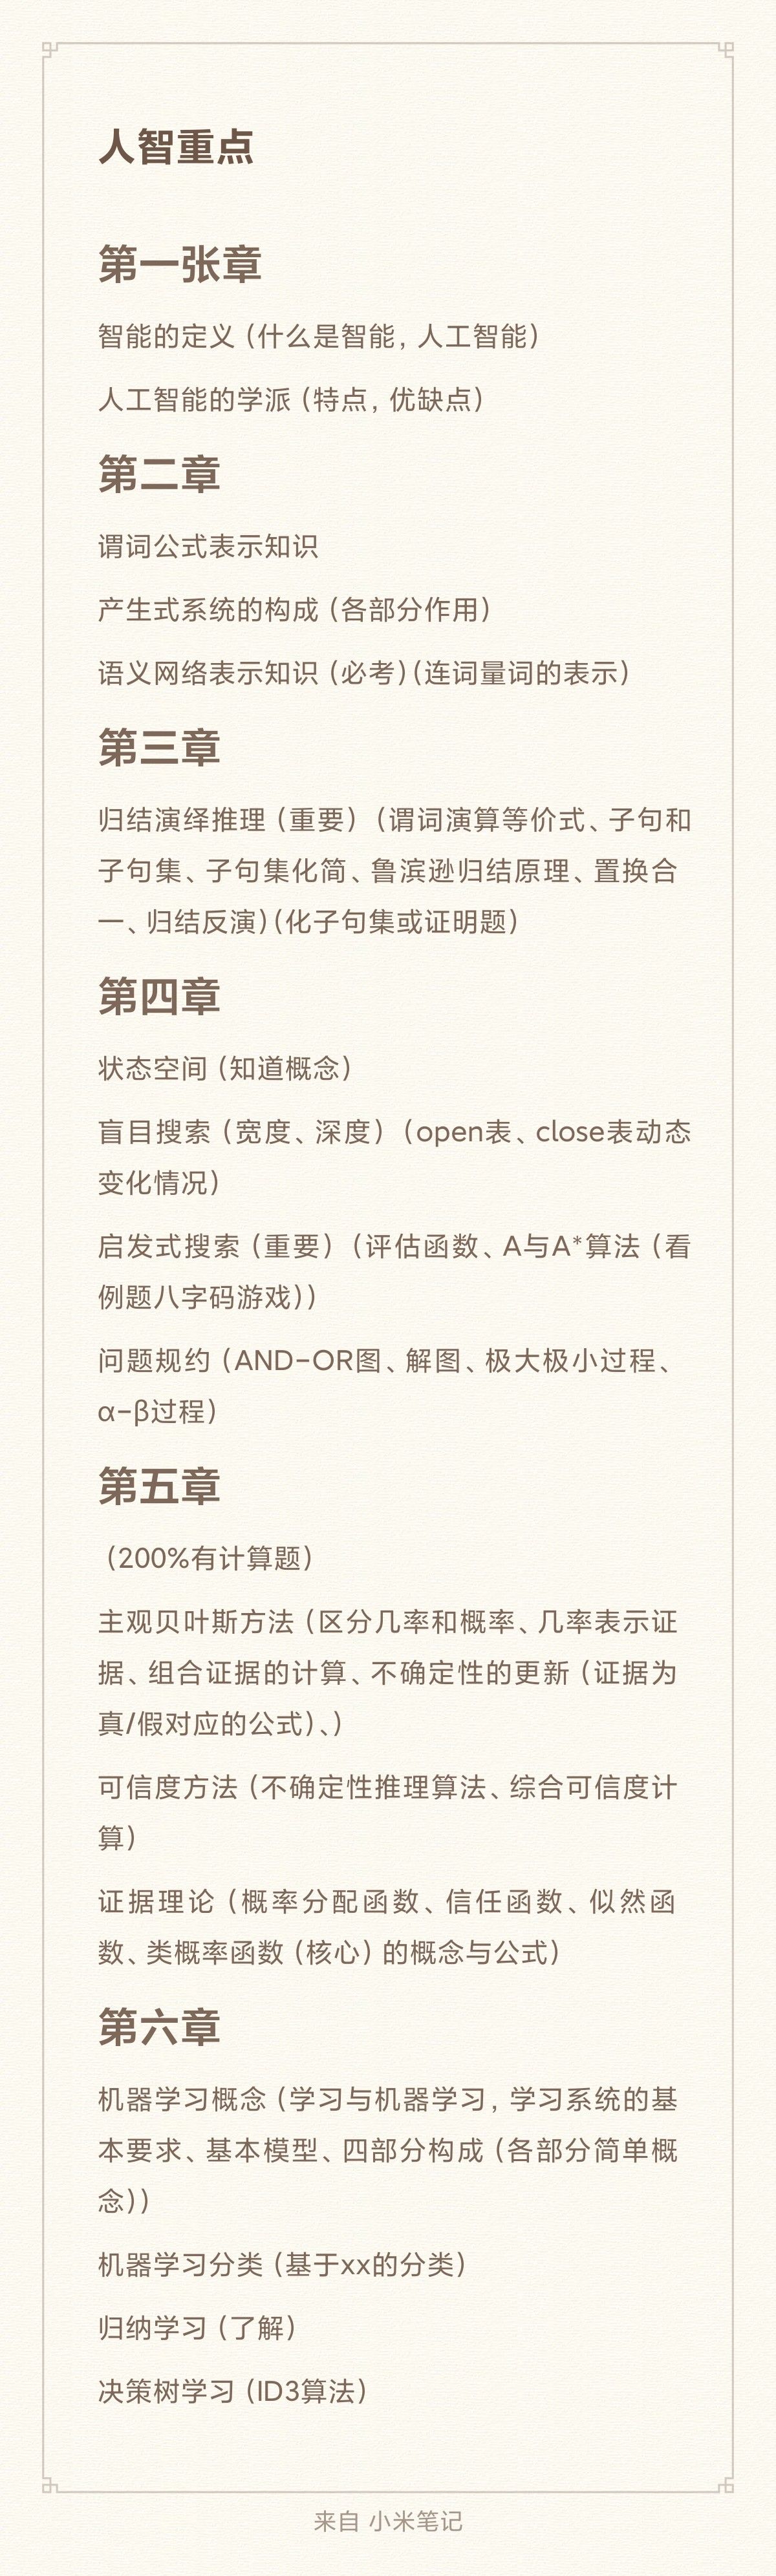 人智重点
第一张章
智能的定义（什么是智能，人工智能）
人工智能的学派（特点，优缺点）
第二章
谓词公式表示知识
产生式系统的构成（各部分作用）
语义网络表示知识（必考）（连词量词的表示）
第三章
归结演绎推理（重要）（谓词演算等价式、子句和
子句集、子句集化简、鲁滨逊归结原理、置换合
一、归结反演）（化子句集或证明题）
第四章
状态空间（知道概念）
盲目搜索（宽度、深度）（open表、close表动态
变化情况）
启发式搜索（重要）（评估函数、A与A*算法（看
例题八字码游戏））
问题规约（AND-OR图、解图、极大极小过程、
α-β过程）
第五章
（200%有计算题）
主观贝叶斯方法（区分几率和概率、几率表示证
据、组合证据的计算、不确定性的更新（证据为
真/假对应的公式）、）
可信度方法（不确定性推理算法、综合可信度计
算）
证据理论（概率分配函数、信任函数、似然函
数、类概率函数（核心）的概念与公式）
第六章
机器学习概念（学习与机器学习，学习系统的基
本要求、基本模型、四部分构成（各部分简单概
念））
机器学习分类（基于xx的分类）
归纳学习（了解）
决策树学习（ID3算法）
来自 小米笔记